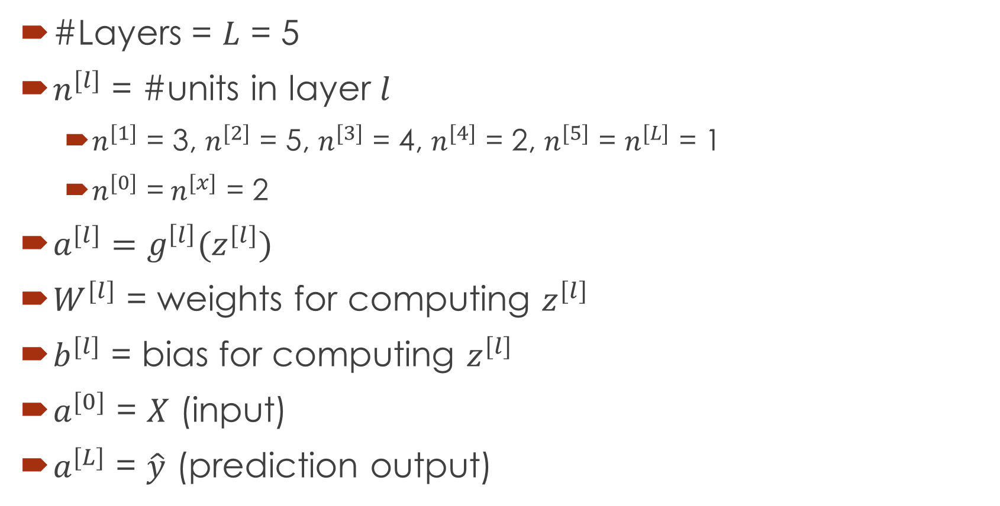 #Layers = L = 5
n^[l] = #units in layer l
n^[1] = 3, n^[2] = 5, n^[3] = 4, n^[4] = 2, n^[5] = n^[L] = 1
n^[0] = n^[x] = 2
a^[l] = g^[l](z^[l])
W^[l] = weights for computing z^[l]
b^[l] = bias for computing z^[l]
a^[0] = X (input)
a^[L] = ŷ (prediction output)